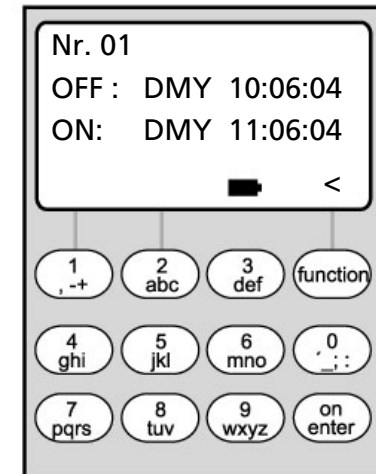 Nr. 01
OFF : DMY 10:06:04
ON: DMY 11:06:04
<
1 2 3 function
, -+ abc def
4 5 6 0
ghi jkl mno ´_; :
7 8 9 on
pqrs tuv wxyz enter